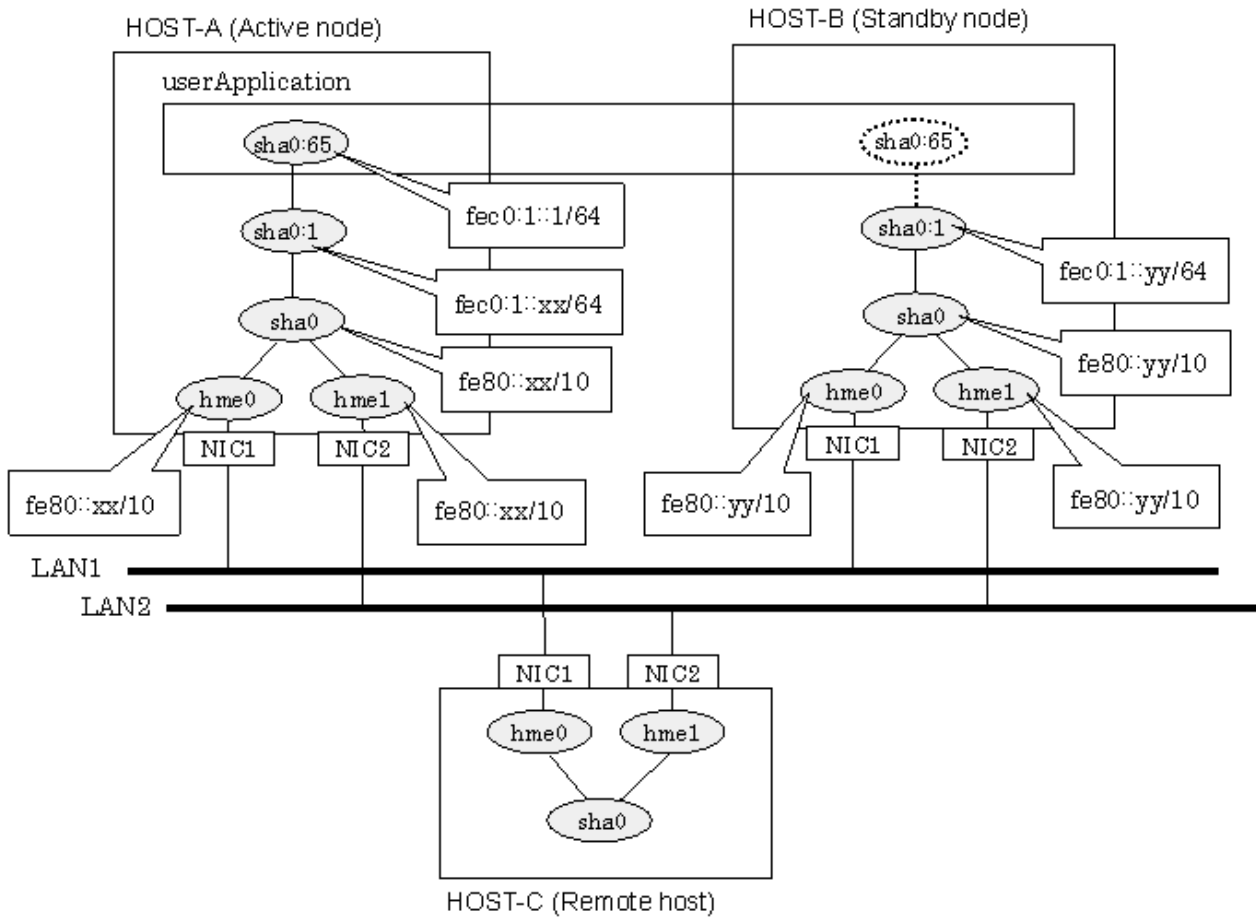 HOST-A (Active node)
HOST-B (Standby node)
userApplication
sha0:65
sha0:65
fec0:1::1/64
sha0:1
sha0:1
fec0:1::yy/64
fec0:1::xx/64
sha0
sha0
fe80::xx/10
fe80::yy/10
hme0
hme1
hme0
hme1
NIC1
NIC2
NIC1
NIC2
fe80::xx/10
fe80::xx/10
fe80::yy/10
fe80::yy/10
LAN1
LAN2
NIC1
NIC2
hme0
hme1
sha0
HOST-C (Remote host)